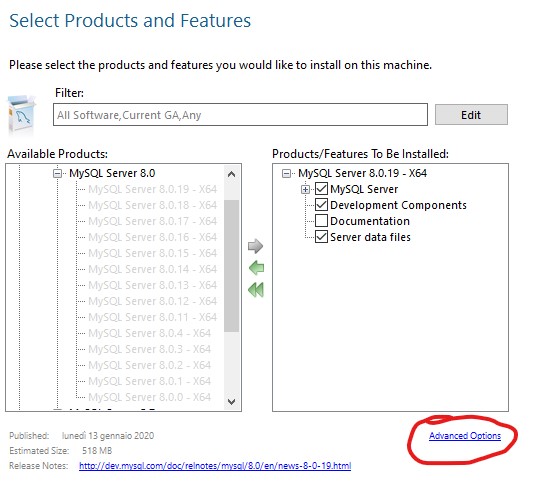 Select Products and Features
Please select the products and features you would like to install on this machine.
Filter:
All Software,Current GA,Any
Edit
Available Products:
MySQL Server 8.0
MySQL Server 8.0.19 - X64
MySQL Server 8.0.18 - X64
MySQL Server 8.0.17 - X64
MySQL Server 8.0.16 - X64
MySQL Server 8.0.15 - X64
MySQL Server 8.0.14 - X64
MySQL Server 8.0.13 - X64
MySQL Server 8.0.12 - X64
MySQL Server 8.0.11 - X64
MySQL Server 8.0.4 - X64
MySQL Server 8.0.3 - X64
MySQL Server 8.0.2 - X64
MySQL Server 8.0.1 - X64
MySQL Server 8.0.0 - X64
Products/Features To Be Installed:
MySQL Server 8.0.19 - X64
MySQL Server
Development Components
Documentation
Server data files
Advanced Options
Published: lunedì 13 gennaio 2020
Estimated Size: 518 MB
Release Notes: http://dev.mysql.com/doc/relnotes/mysql/8.0/en/news-8-0-19.html